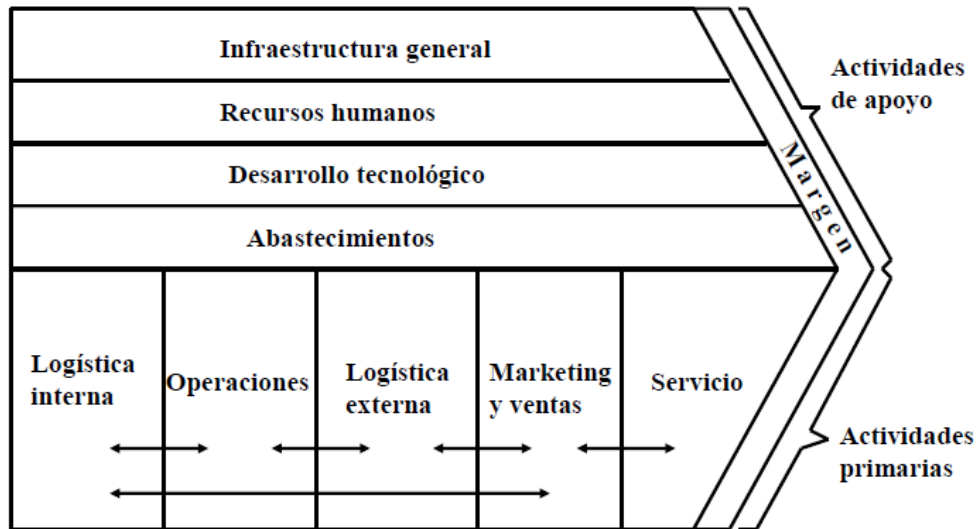 Infraestructura general
Recursos humanos
Desarrollo tecnológico
Abastecimientos
Margen
Actividades
de apoyo
Logística
interna
Operaciones
Logística
externa
Marketing
y ventas
Servicio
Actividades
primarias